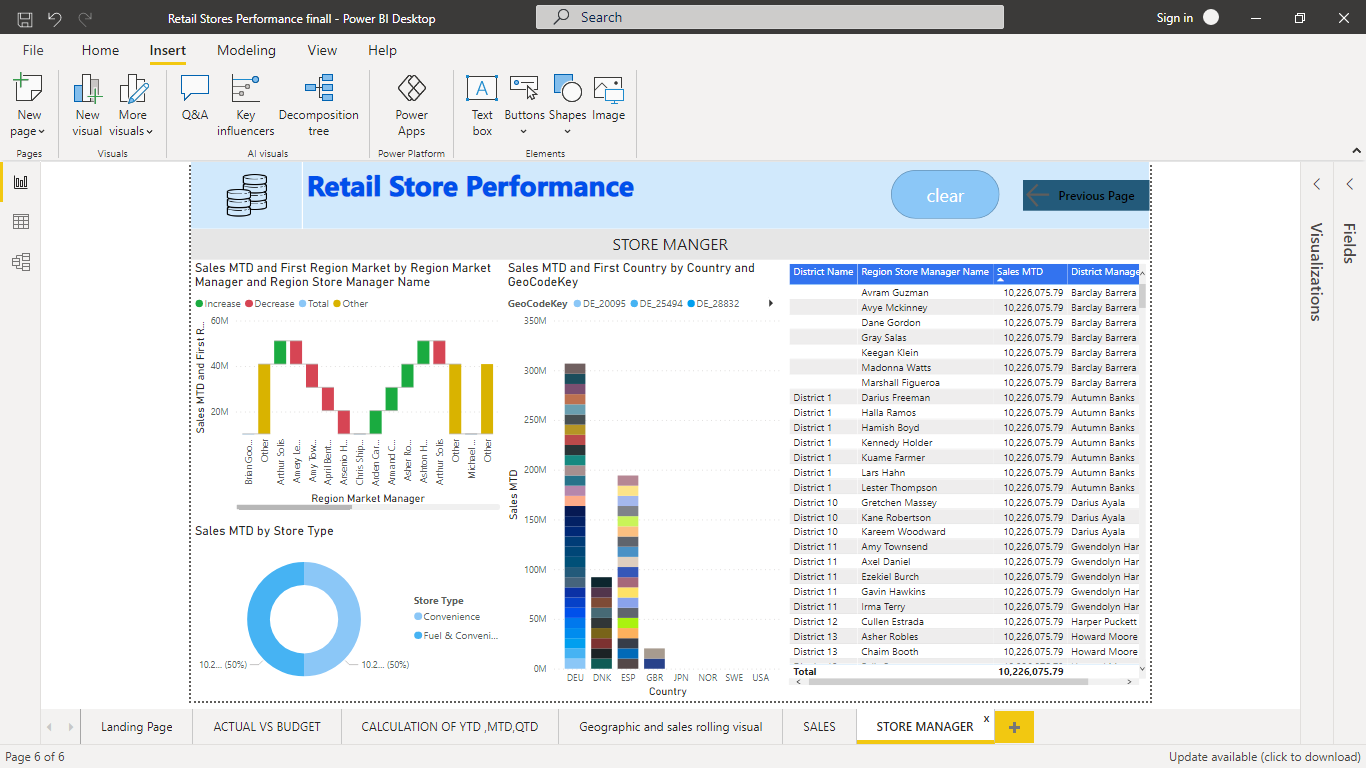 Retail Stores Performance finall - Power BI Desktop
Search
Sign in
File Home Insert Modeling View Help
New page
New visual
More visuals
Q&A
Key influencers
Decomposition tree
Power Apps
Text box
Buttons
Shapes
Image
Pages
Visuals
AI visuals
Power Platform
Elements
Retail Store Performance
clear
Previous Page
STORE MANGER
Sales MTD and First Region Market by Region Market
Manager and Region Store Manager Name
Increase Decrease Total Other
Sales MTD and First R...
60M
40M
20M
Brian Goo...
Other
Arthur Solis
Amery Le...
Amy Tow...
April Bent...
Arsenio H...
Chris Ship...
Arden Car...
Amand C...
Asher Ro...
Ashton H...
Arthur Solis
Other
Michael ...
Other
Region Market Manager
Sales MTD by Store Type
10.2... (50%)
10.2... (50%)
Store Type
Convenience
Fuel & Conveni...
Sales MTD and First Country by Country and
GeoCodeKey
GeoCodeKey DE_20095 DE_25494 DE_28832
Sales MTD
350M
300M
250M
200M
150M
100M
50M
0M
DEU DNK ESP GBR JPN NOR SWE USA
Country
District Name Region Store Manager Name Sales MTD District Manage
Avram Guzman 10,226,075.79 Barclay Barrera
Avye Mckinney 10,226,075.79 Barclay Barrera
Dane Gordon 10,226,075.79 Barclay Barrera
Gray Salas 10,226,075.79 Barclay Barrera
Keegan Klein 10,226,075.79 Barclay Barrera
Madonna Watts 10,226,075.79 Barclay Barrera
Marshall Figueroa 10,226,075.79 Barclay Barrera
District 1 Darius Freeman 10,226,075.79 Autumn Banks
District 1 Halla Ramos 10,226,075.79 Autumn Banks
District 1 Hamish Boyd 10,226,075.79 Autumn Banks
District 1 Kennedy Holder 10,226,075.79 Autumn Banks
District 1 Kuame Farmer 10,226,075.79 Autumn Banks
District 1 Lars Hahn 10,226,075.79 Autumn Banks
District 1 Lester Thompson 10,226,075.79 Autumn Banks
District 10 Gretchen Massey 10,226,075.79 Darius Ayala
District 10 Kane Robertson 10,226,075.79 Darius Ayala
District 10 Kareem Woodward 10,226,075.79 Darius Ayala
District 11 Amy Townsend 10,226,075.79 Gwendolyn Har
District 11 Axel Daniel 10,226,075.79 Gwendolyn Har
District 11 Ezekiel Burch 10,226,075.79 Gwendolyn Har
District 11 Gavin Hawkins 10,226,075.79 Gwendolyn Har
District 11 Irma Terry 10,226,075.79 Gwendolyn Har
District 12 Cullen Estrada 10,226,075.79 Harper Puckett
District 13 Asher Robles 10,226,075.79 Howard Moore
District 13 Chaim Booth 10,226,075.79 Howard Moore
Total 10,226,075.79
Visualizations
Fields
Landing Page
ACTUAL VS BUDGET
CALCULATION OF YTD ,MTD,QTD
Geographic and sales rolling visual
SALES
STORE MANAGER
x
Page 6 of 6
Update available (click to download)